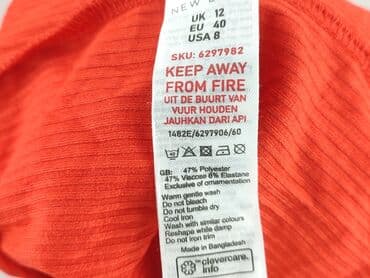 NEW
UK 12
EU 40
USA 8
SKU: 6297982
KEEP AWAY
FROM FIRE
UIT DE BUURT VAN
VUUR HOUDEN
JAUHKAN DARI API
1482E/6297906/60
GB: 47% Polyester
47% Viscose 6% Elastane
Exclusive of ornamentation
Warm gentle wash
Do not bleach
Do not tumble dry
Cool iron
Wash with similar colours
Reshape while damp
Do not iron trim
Made in Bangladesh
™clevercare.
info